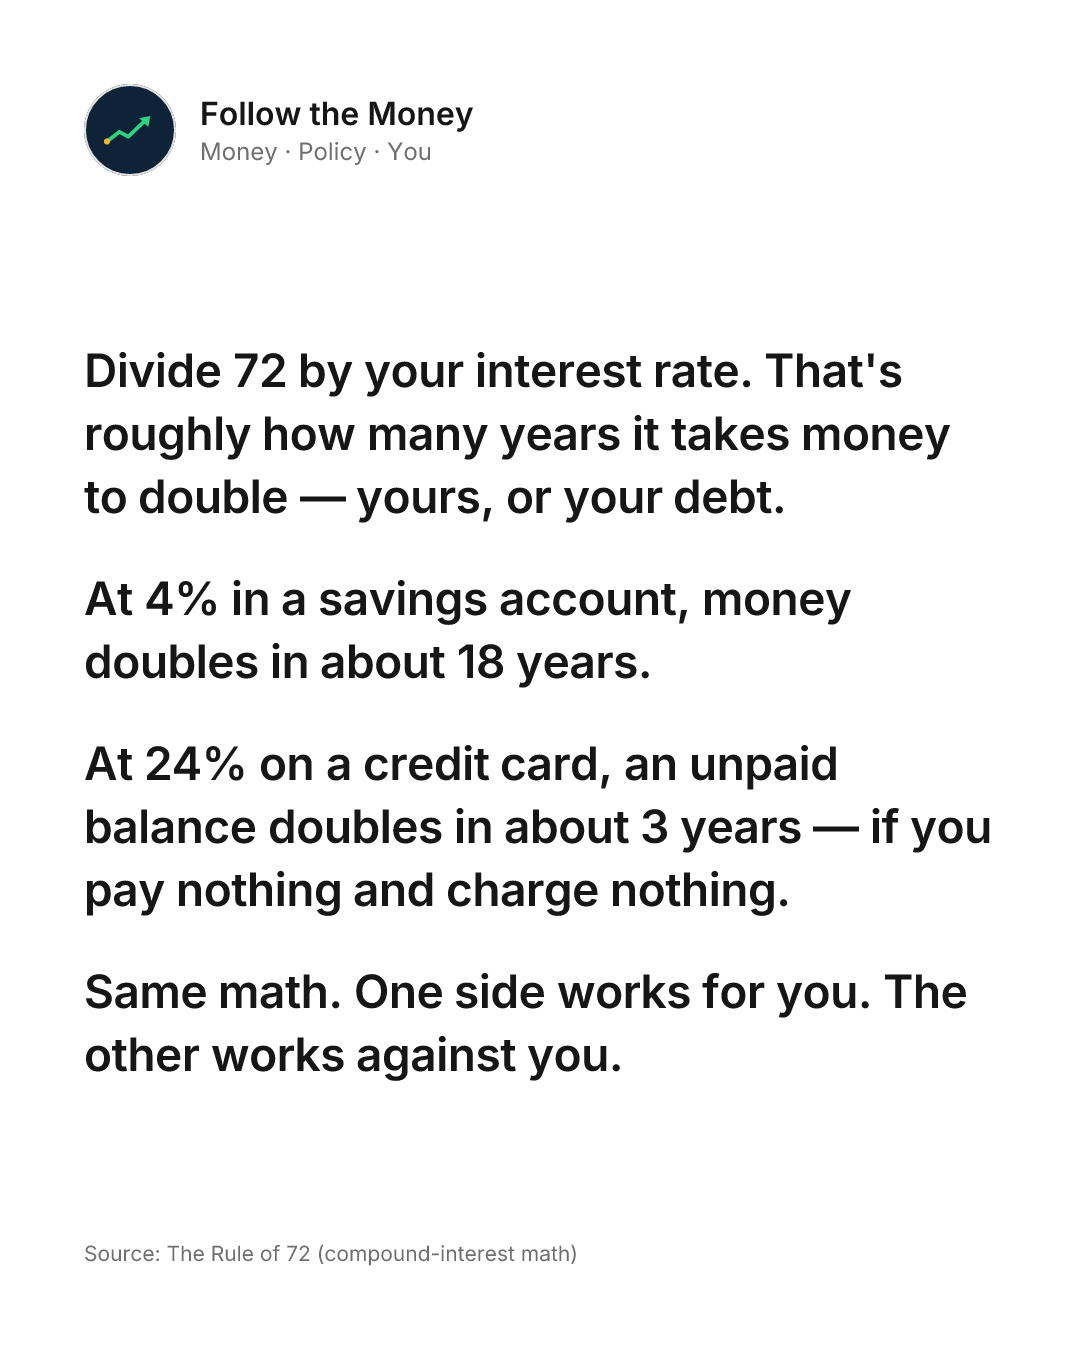 Follow the Money
Money · Policy · You
Divide 72 by your interest rate. That's
roughly how many years it takes money
to double — yours, or your debt.
At 4% in a savings account, money
doubles in about 18 years.
At 24% on a credit card, an unpaid
balance doubles in about 3 years — if you
pay nothing and charge nothing.
Same math. One side works for you. The
other works against you.
Source: The Rule of 72 (compound-interest math)